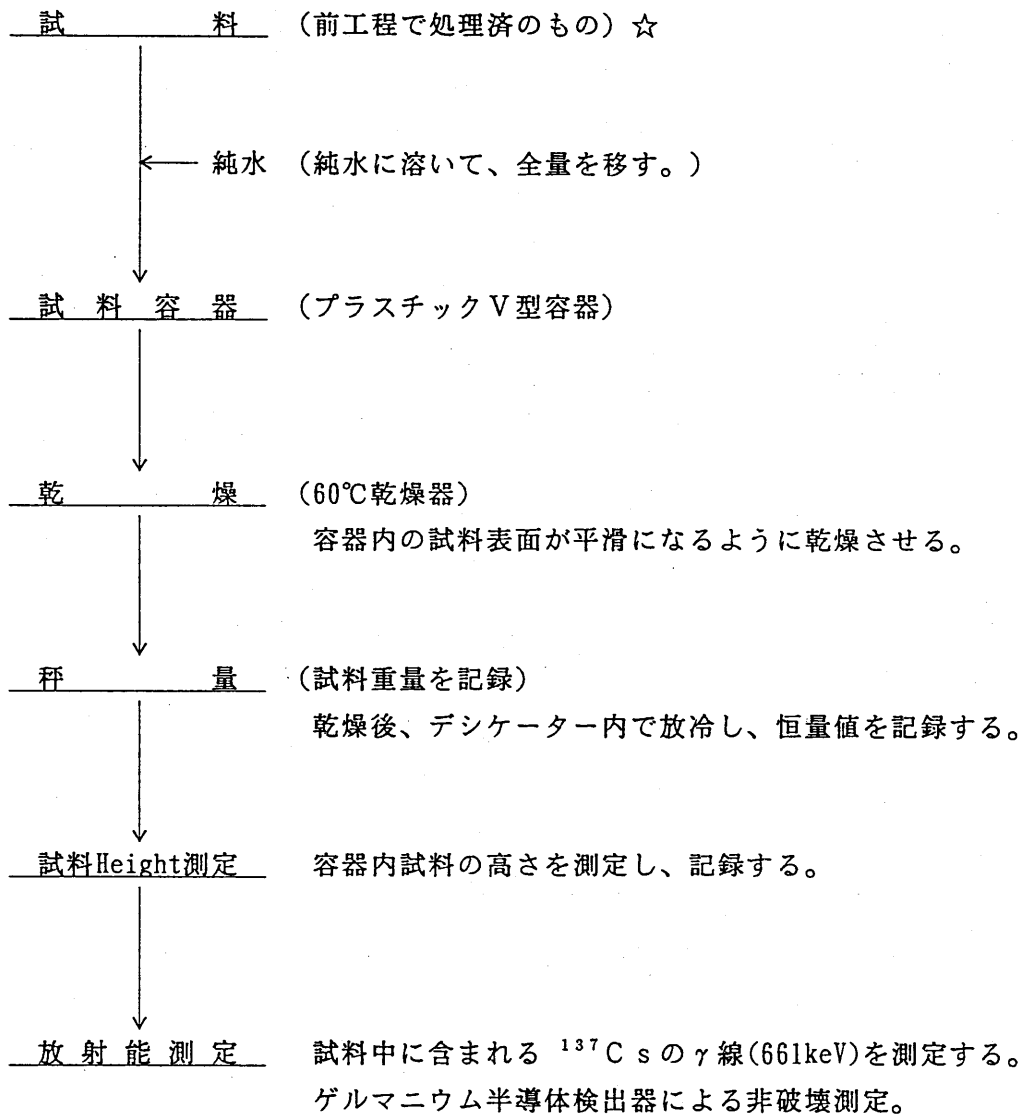 試料 (前工程で処理済のもの) ☆
純水 (純水に溶いて、全量を移す。)
試料容器 (プラスチックV型容器)
乾燥 (60℃乾燥器)
容器内の試料表面が平滑になるように乾燥させる。
秤量 (試料重量を記録)
乾燥後、デシケーター内で放冷し、恒量値を記録する。
試料Height測定 容器内試料の高さを測定し、記録する。
放射能測定 試料中に含まれる ¹³⁷Csのγ線(661keV)を測定する。
ゲルマニウム半導体検出器による非破壊測定。